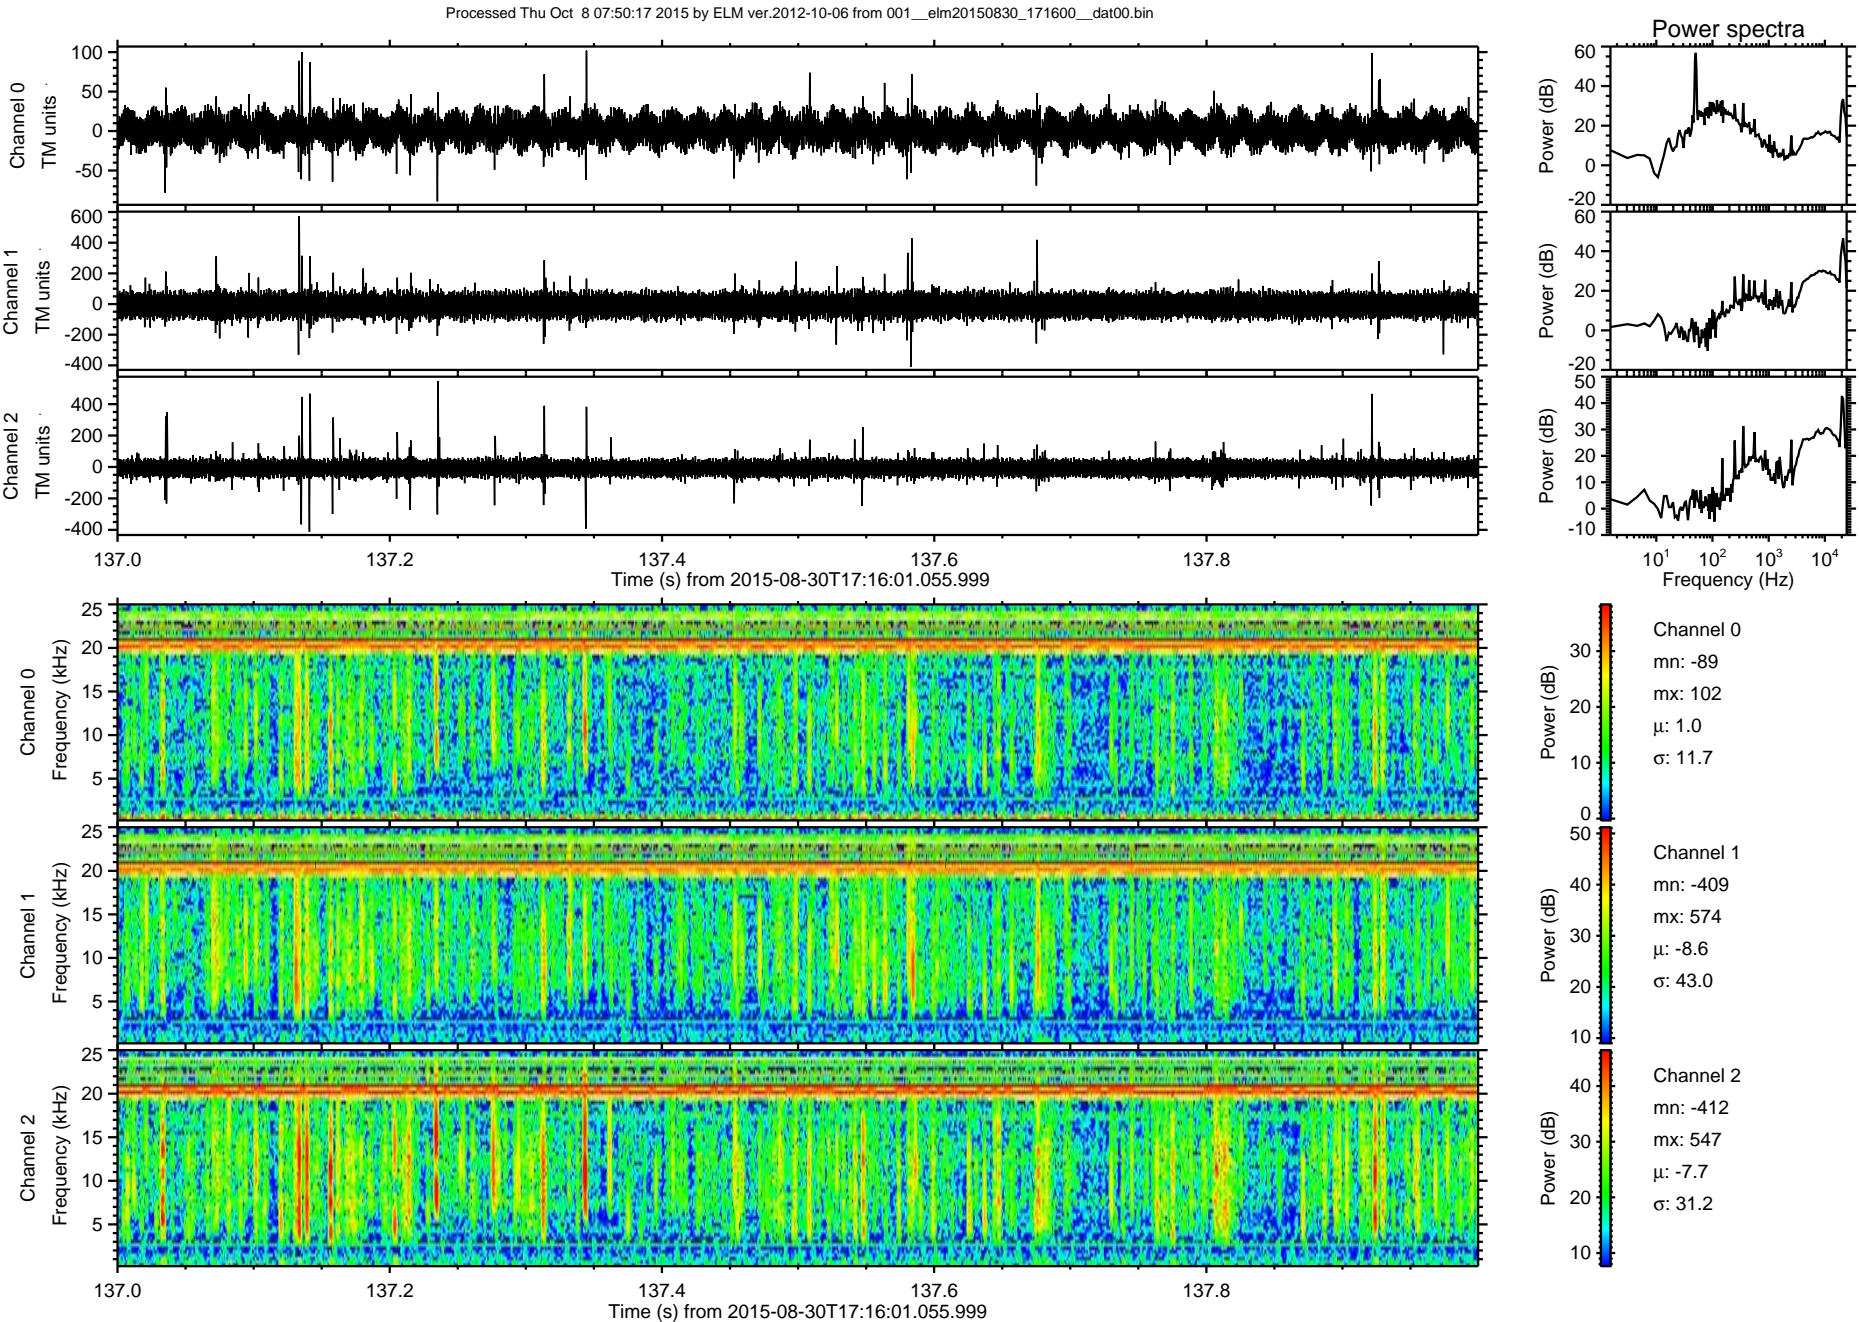 Processed Thu Oct  8 07:50:17 2015 by ELM ver.2012-10-06 from 001__elm20150830_171600__dat00.bin
Power spectra
Channel 0
TM units
100
50
0
-50
Power (dB)
60
40
20
0
-20
Channel 1
TM units
600
400
200
0
-200
-400
Power (dB)
60
40
20
0
-20
Channel 2
TM units
400
200
0
-200
-400
Power (dB)
50
40
30
20
10
0
-10
137.0 137.2 137.4 137.6 137.8
Time (s) from 2015-08-30T17:16:01.055.999
10¹ 10² 10³ 10⁴
Frequency (Hz)
Channel 0
Frequency (kHz)
25
20
15
10
5
Power (dB)
30
20
10
0
Channel 0
mn: -89
mx: 102
μ: 1.0
σ: 11.7
Channel 1
Frequency (kHz)
25
20
15
10
5
Power (dB)
50
40
30
20
10
Channel 1
mn: -409
mx: 574
μ: -8.6
σ: 43.0
Channel 2
Frequency (kHz)
25
20
15
10
5
Power (dB)
40
30
20
10
Channel 2
mn: -412
mx: 547
μ: -7.7
σ: 31.2
137.0 137.2 137.4 137.6 137.8
Time (s) from 2015-08-30T17:16:01.055.999